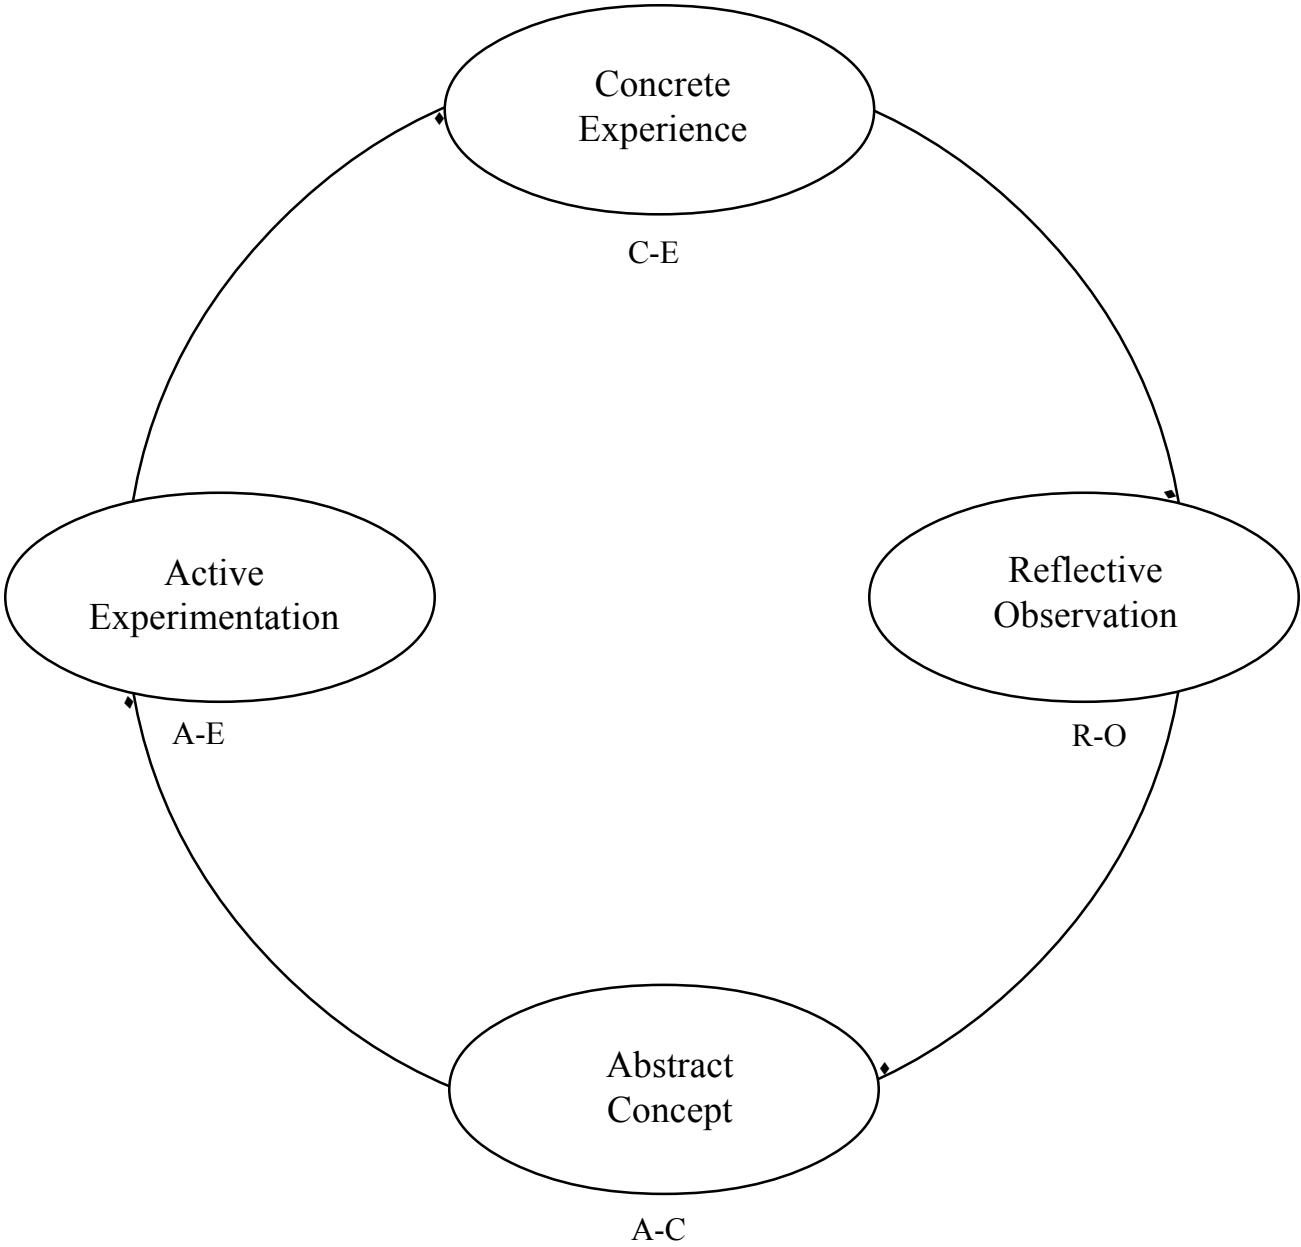 Concrete
Experience
C-E
Active
Experimentation
A-E
Reflective
Observation
R-O
Abstract
Concept
A-C